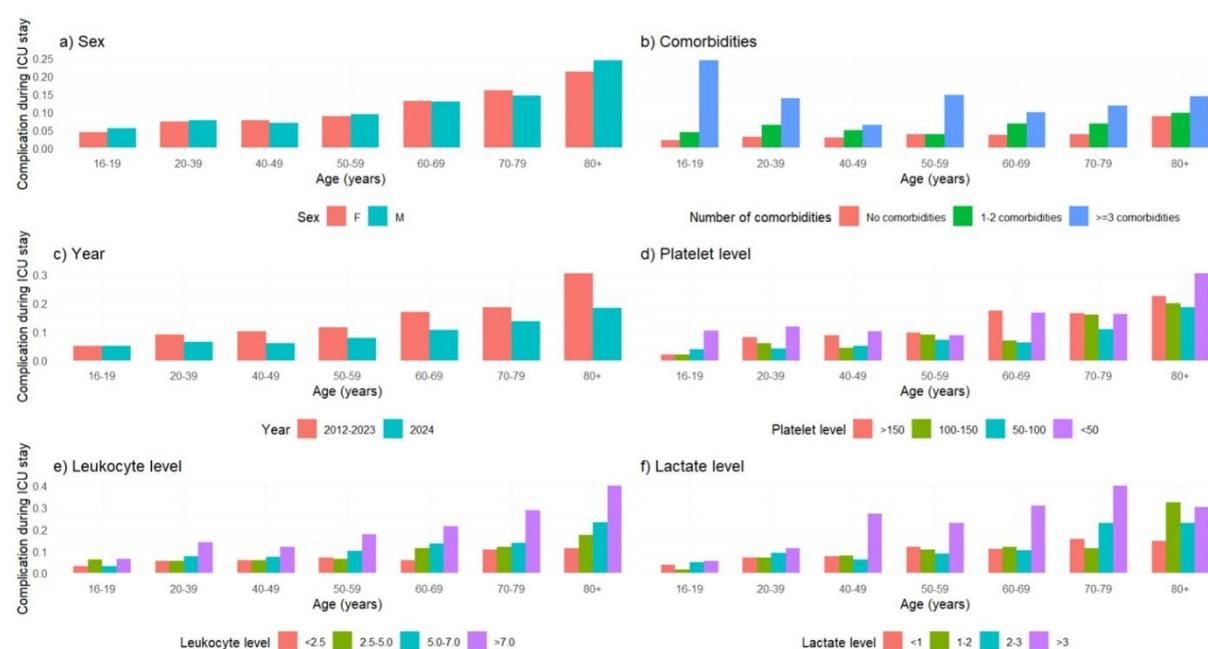 a) Sex
b) Comorbidities
Complication during ICU stay
0.25
0.20
0.15
0.10
0.05
0.00
16-19 20-39 40-49 50-59 60-69 70-79 80+
16-19 20-39 40-49 50-59 60-69 70-79 80+
Age (years)
Age (years)
Sex F M
Number of comorbidities No comorbidities 1-2 comorbidities >=3 comorbidities
c) Year
d) Platelet level
Complication during ICU stay
0.3
0.2
0.1
0.0
16-19 20-39 40-49 50-59 60-69 70-79 80+
16-19 20-39 40-49 50-59 60-69 70-79 80+
Age (years)
Age (years)
Year 2012-2023 2024
Platelet level >150 100-150 50-100 <50
e) Leukocyte level
f) Lactate level
Complication during ICU stay
0.4
0.3
0.2
0.1
0.0
16-19 20-39 40-49 50-59 60-69 70-79 80+
16-19 20-39 40-49 50-59 60-69 70-79 80+
Age (years)
Age (years)
Leukocyte level <2.5 2.5-5.0 5.0-7.0 >7.0
Lactate level <1 1-2 2-3 >3